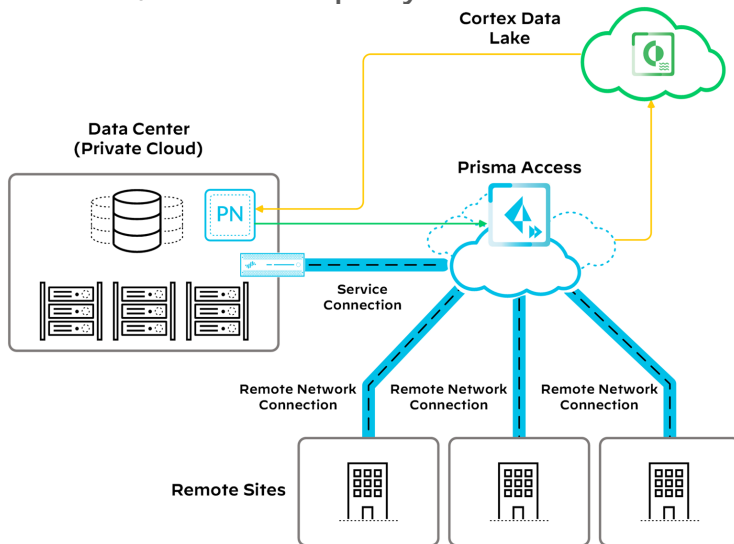 Cortex Data
Lake
Data Center
(Private Cloud)
Prisma Access
PN
Service
Connection
Remote Network
Connection
Remote Network
Connection
Remote Network
Connection
Remote Sites